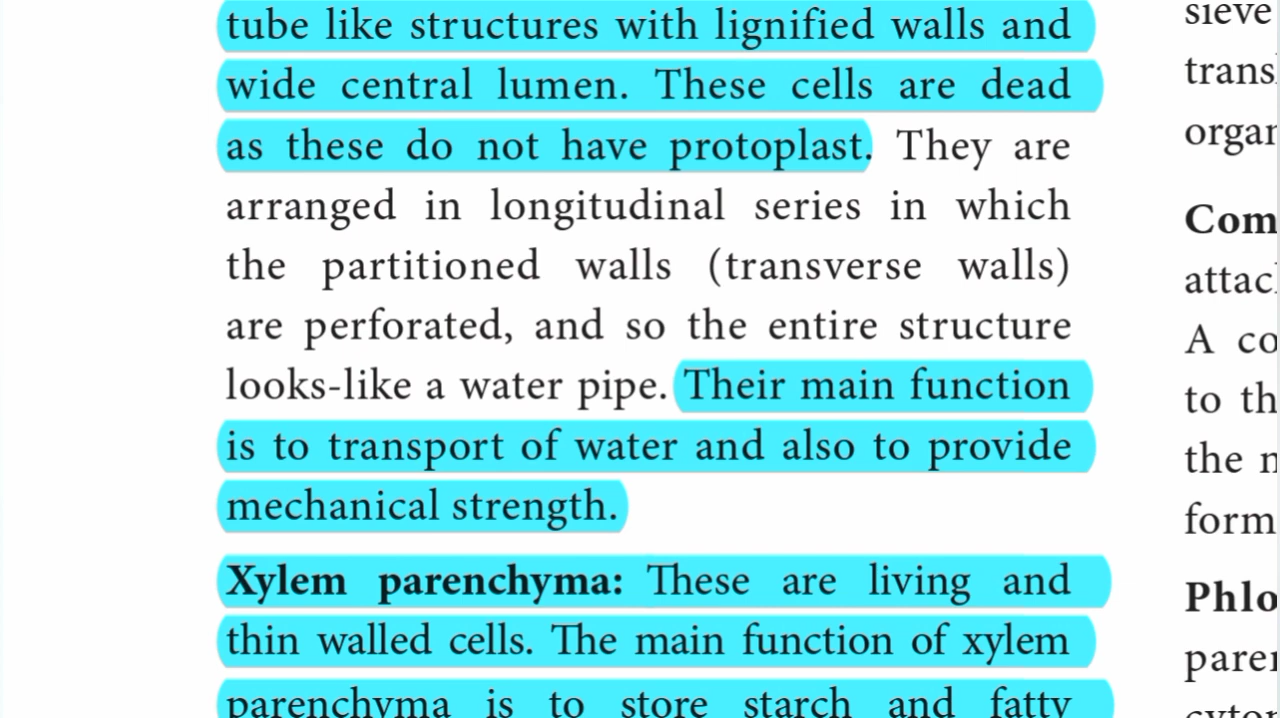 tube like structures with lignified walls and
wide central lumen. These cells are dead
as these do not have protoplast. They are
arranged in longitudinal series in which
the partitioned walls (transverse walls)
are perforated, and so the entire structure
looks-like a water pipe. Their main function
is to transport of water and also to provide
mechanical strength.
Xylem parenchyma: These are living and
thin walled cells. The main function of xylem
parenchyma is to store starch and fatty
sieve
A
to
the
form